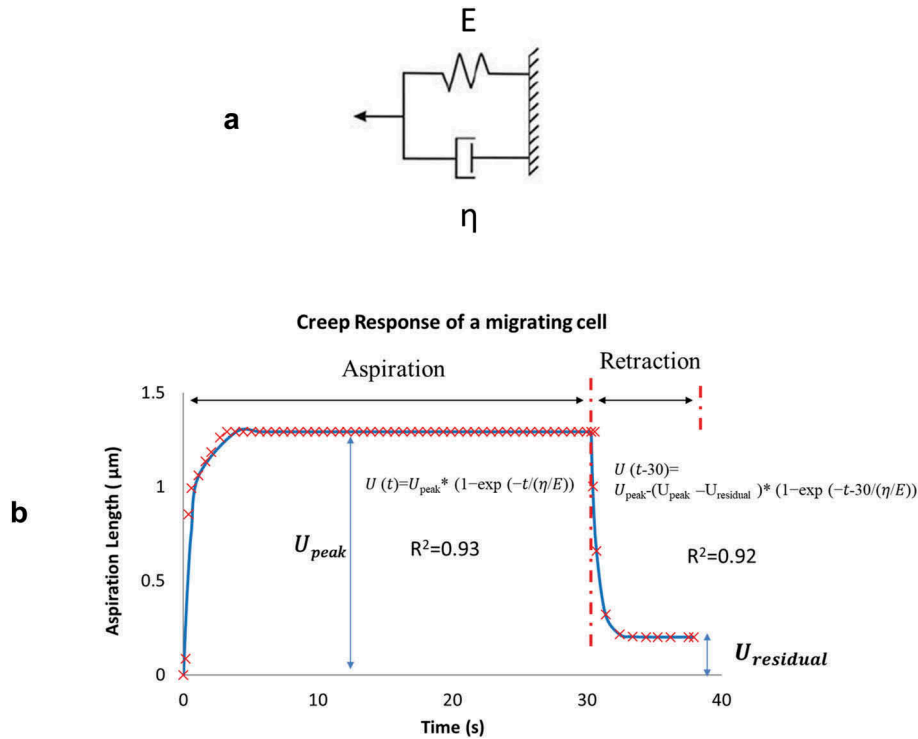 E
a
η
Creep Response of a migrating cell
Aspiration
Retraction
1.5
1
0.5
0
Aspiration Length ( µm)
b
U (t)=Upeak* (1−exp (−t/(η/E))
U (t-30)=
Upeak-(Upeak −Uresidual )* (1−exp (−t-30/(η/E))
Upeak
R²=0.93
R²=0.92
Uresidual
0
10
20
30
40
Time (s)